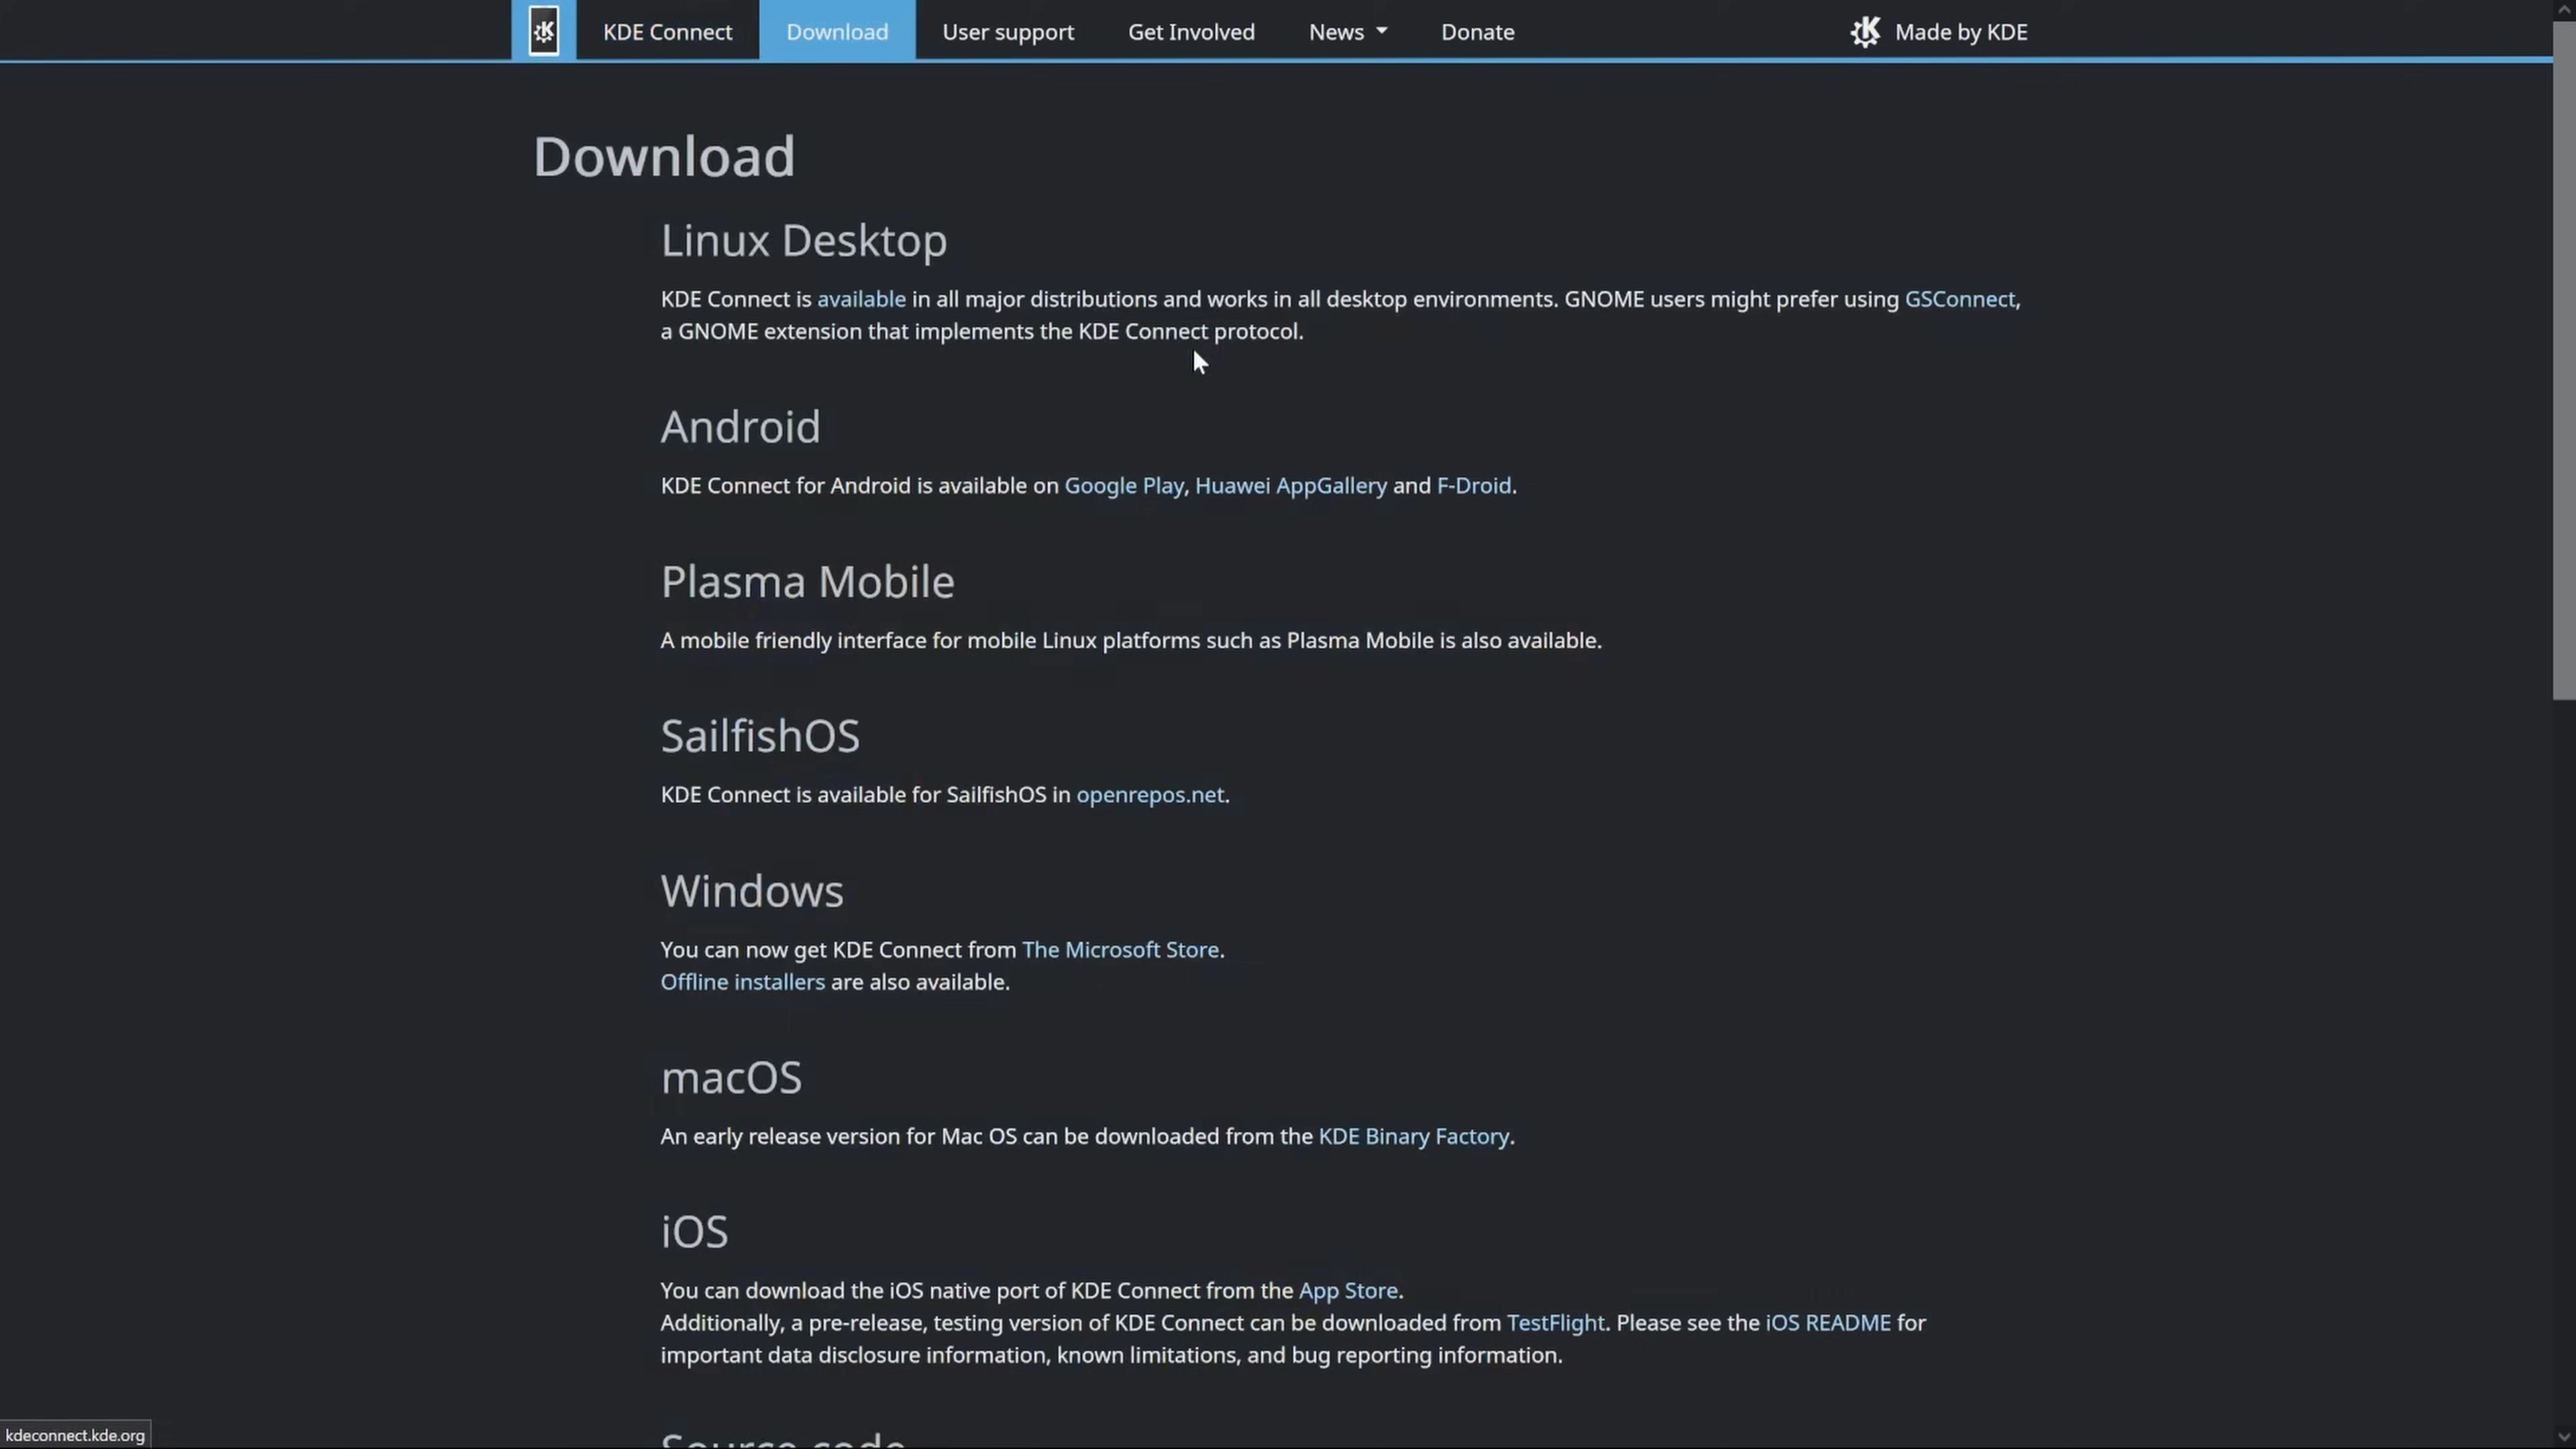 KDE Connect
Download
User support
Get Involved
News
Donate
Made by KDE
Download
Linux Desktop
KDE Connect is available in all major distributions and works in all desktop environments. GNOME users might prefer using GSConnect,
a GNOME extension that implements the KDE Connect protocol.
Android
KDE Connect for Android is available on Google Play, Huawei AppGallery and F-Droid.
Plasma Mobile
A mobile friendly interface for mobile Linux platforms such as Plasma Mobile is also available.
SailfishOS
KDE Connect is available for SailfishOS in openrepos.net.
Windows
You can now get KDE Connect from The Microsoft Store.
Offline installers are also available.
macOS
An early release version for Mac OS can be downloaded from the KDE Binary Factory.
iOS
You can download the iOS native port of KDE Connect from the App Store.
Additionally, a pre-release, testing version of KDE Connect can be downloaded from TestFlight. Please see the iOS README for
important data disclosure information, known limitations, and bug reporting information.
Source code
kdeconnect.kde.org